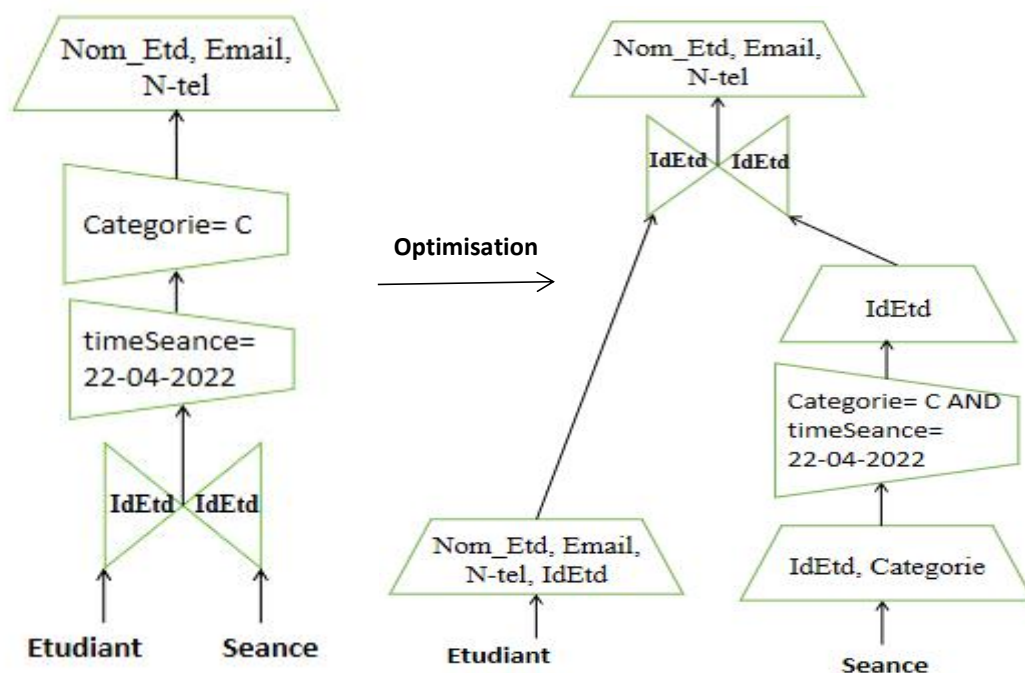 Nom_Etd, Email,
N-tel
Categorie= C
timeSeance=
22-04-2022
IdEtd IdEtd
Etudiant Seance
Optimisation
Nom_Etd, Email,
N-tel
IdEtd IdEtd
IdEtd
Categorie= C AND
timeSeance=
22-04-2022
Nom_Etd, Email,
N-tel, IdEtd
IdEtd, Categorie
Etudiant
Seance